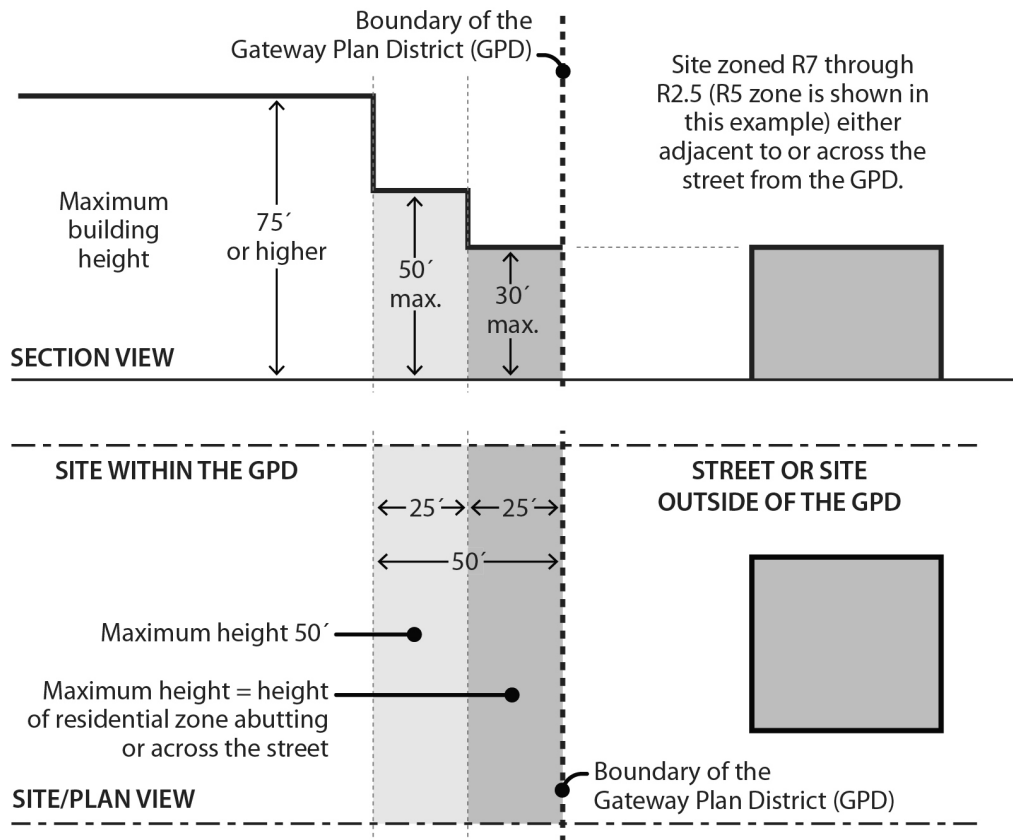 Boundary of the
Gateway Plan District (GPD)
Site zoned R7 through
R2.5 (R5 zone is shown in
this example) either
adjacent to or across the
street from the GPD.
Maximum
building
height
75´
or higher
50´
max.
30´
max.
SECTION VIEW
SITE WITHIN THE GPD
STREET OR SITE
OUTSIDE OF THE GPD
25´
25´
50´
Maximum height 50´
Maximum height = height
of residential zone abutting
or across the street
Boundary of the
Gateway Plan District (GPD)
SITE/PLAN VIEW